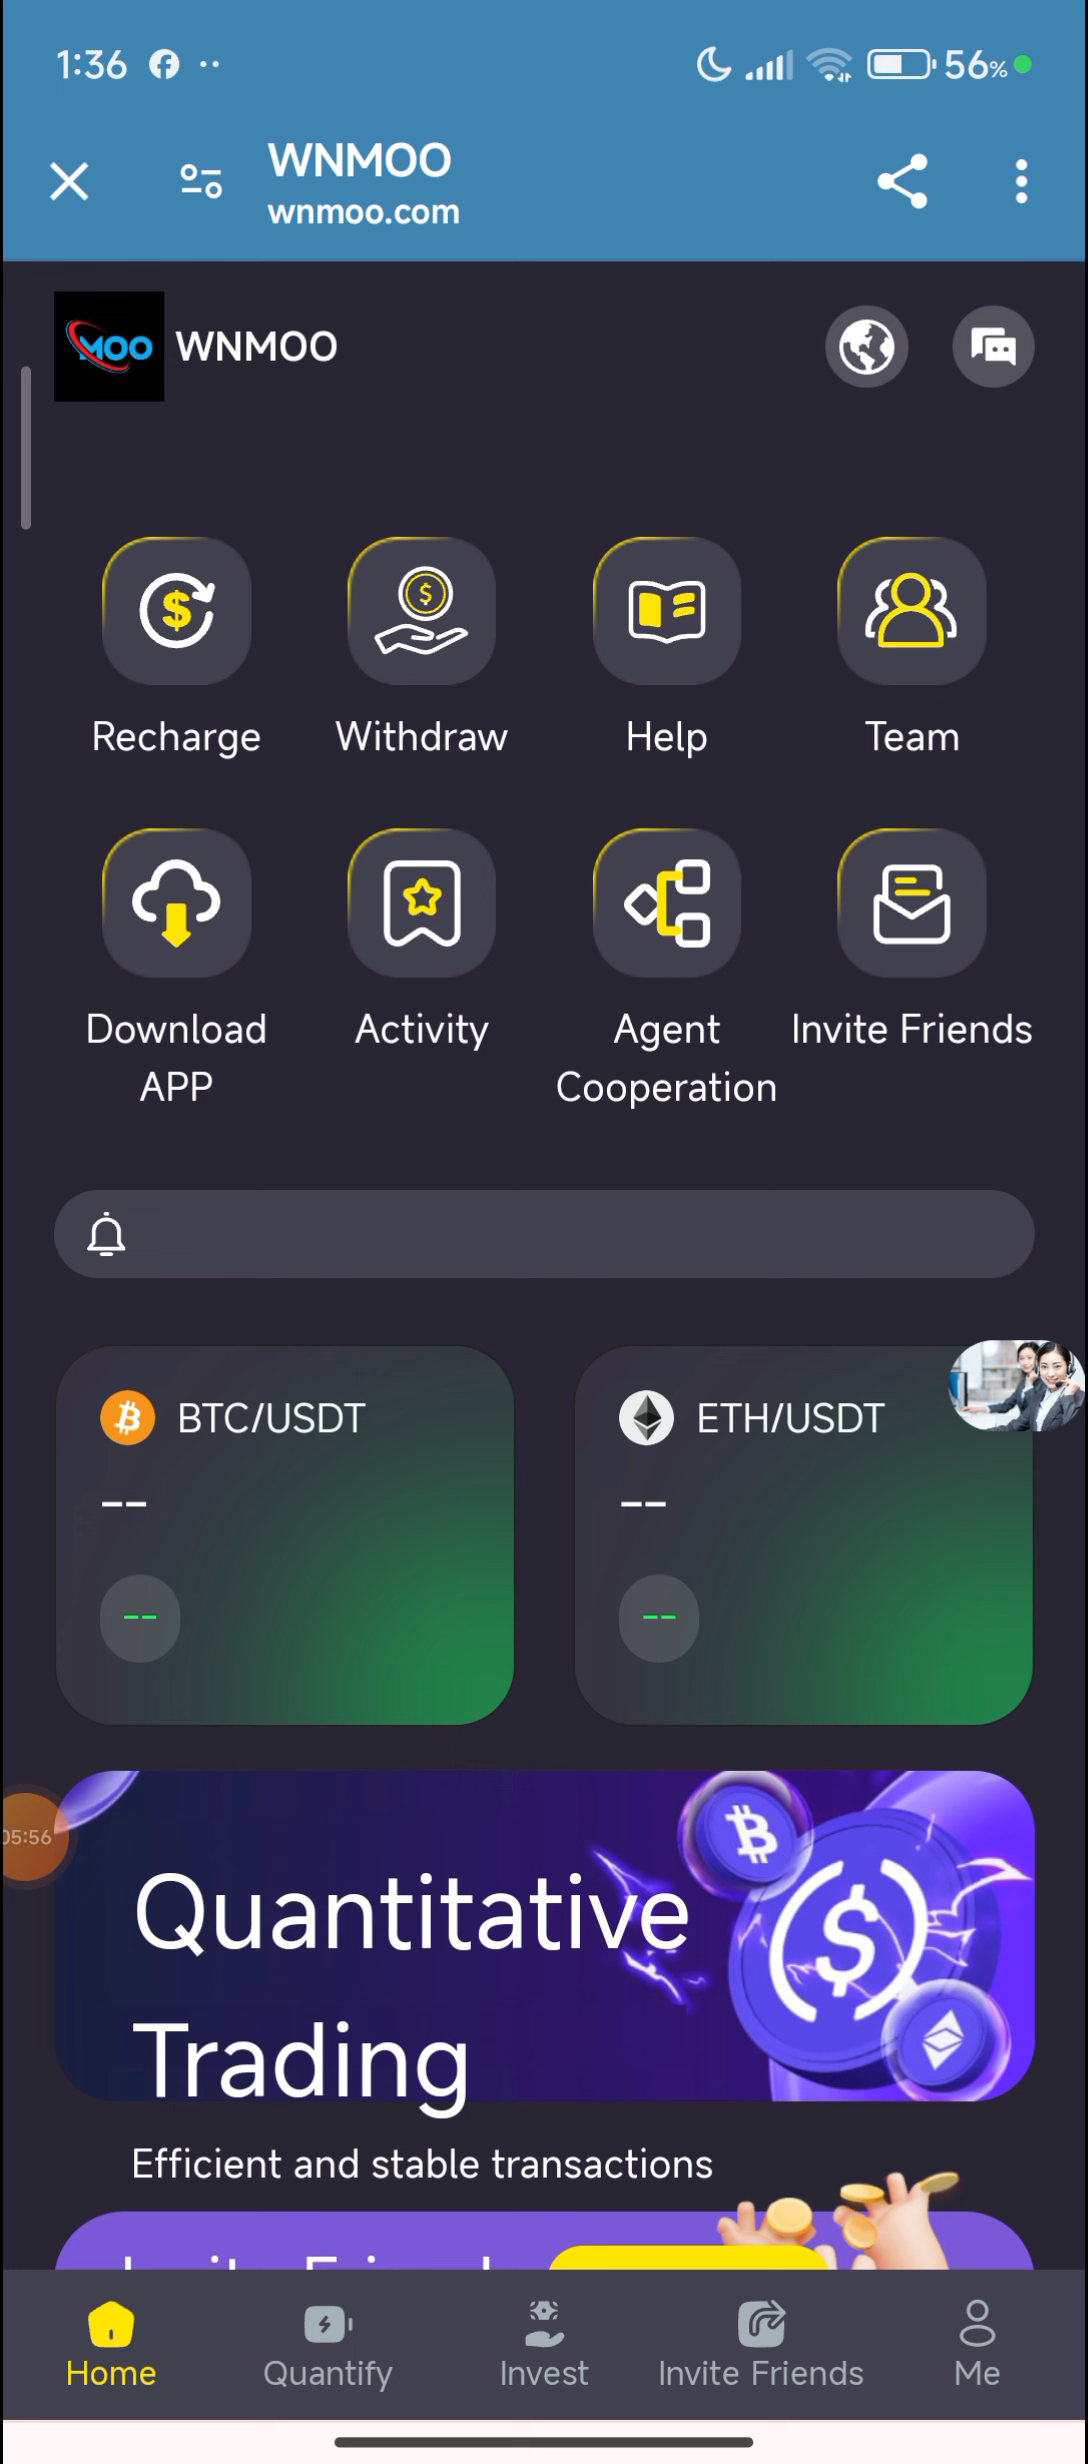 1:36
56%
WNMOO
wnmoo.com
MOO
WNMOO
Recharge
Withdraw
Help
Team
Download
APP
Activity
Agent
Cooperation
Invite Friends
BTC/USDT
--
--
ETH/USDT
--
--
05:56
Quantitative
Trading
Efficient and stable transactions
Home
Quantify
Invest
Invite Friends
Me